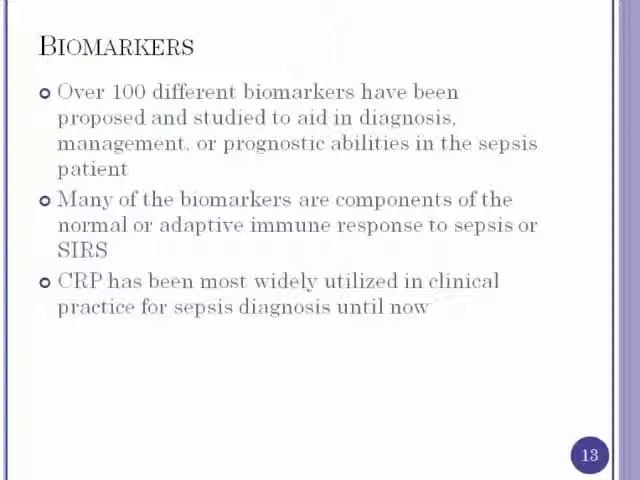 BIOMARKERS
Over 100 different biomarkers have been
proposed and studied to aid in diagnosis,
management, or prognostic abilities in the sepsis
patient
Many of the biomarkers are components of the
normal or adaptive immune response to sepsis or
SIRS
CRP has been most widely utilized in clinical
practice for sepsis diagnosis until now
13